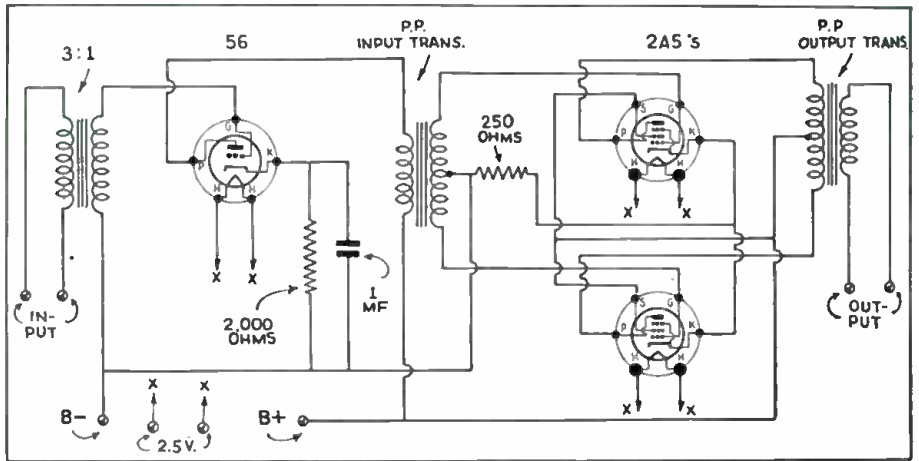 3:1
56
P.P.
INPUT TRANS.
2A5's
P.P
OUTPUT TRANS.
250
OHMS
S
G
P
K
H
H
X
X
G
P
K
H
H
X
X
2,000
OHMS
1
MF
IN-
PUT
S
G
P
K
H
H
X
X
OUT-
PUT
B-
X
X
2.5 V.
B+